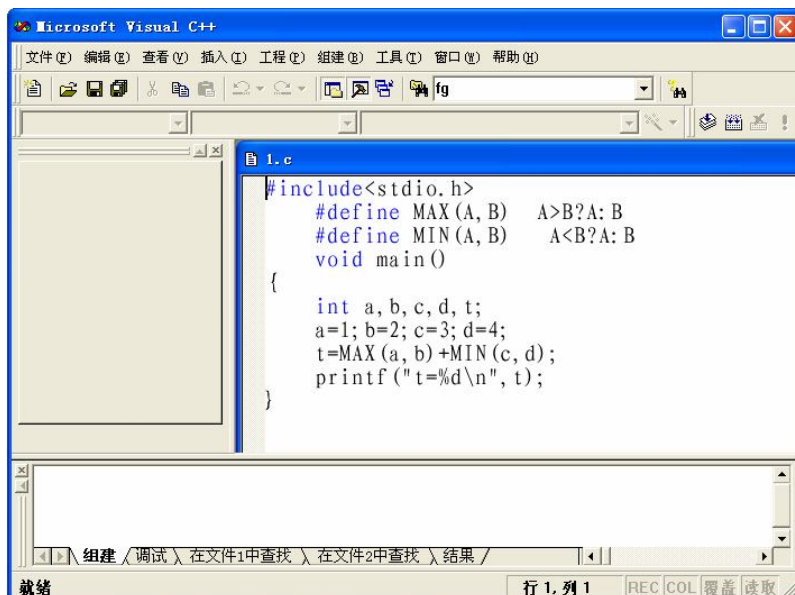 Microsoft Visual C++
文件(F) 编辑(E) 查看(V) 插入(I) 工程(P) 组建(B) 工具(T) 窗口(W) 帮助(H)
fg
1.c
#include<stdio.h>
#define MAX(A,B) A>B?A:B
#define MIN(A,B) A<B?A:B
void main()
{
int a,b,c,d,t;
a=1;b=2;c=3;d=4;
t=MAX(a,b)+MIN(c,d);
printf("t=%d\n",t);
}
组建 调试 在文件1中查找 在文件2中查找 结果
就绪 行 1, 列 1 REC COL 覆盖 读取